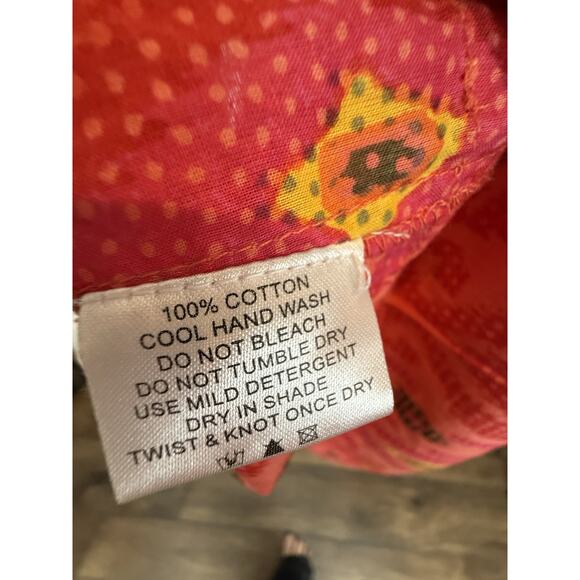 100% COTTON
COOL HAND WASH
DO NOT BLEACH
DO NOT TUMBLE DRY
USE MILD DETERGENT
DRY IN SHADE
TWIST & KNOT ONCE DRY